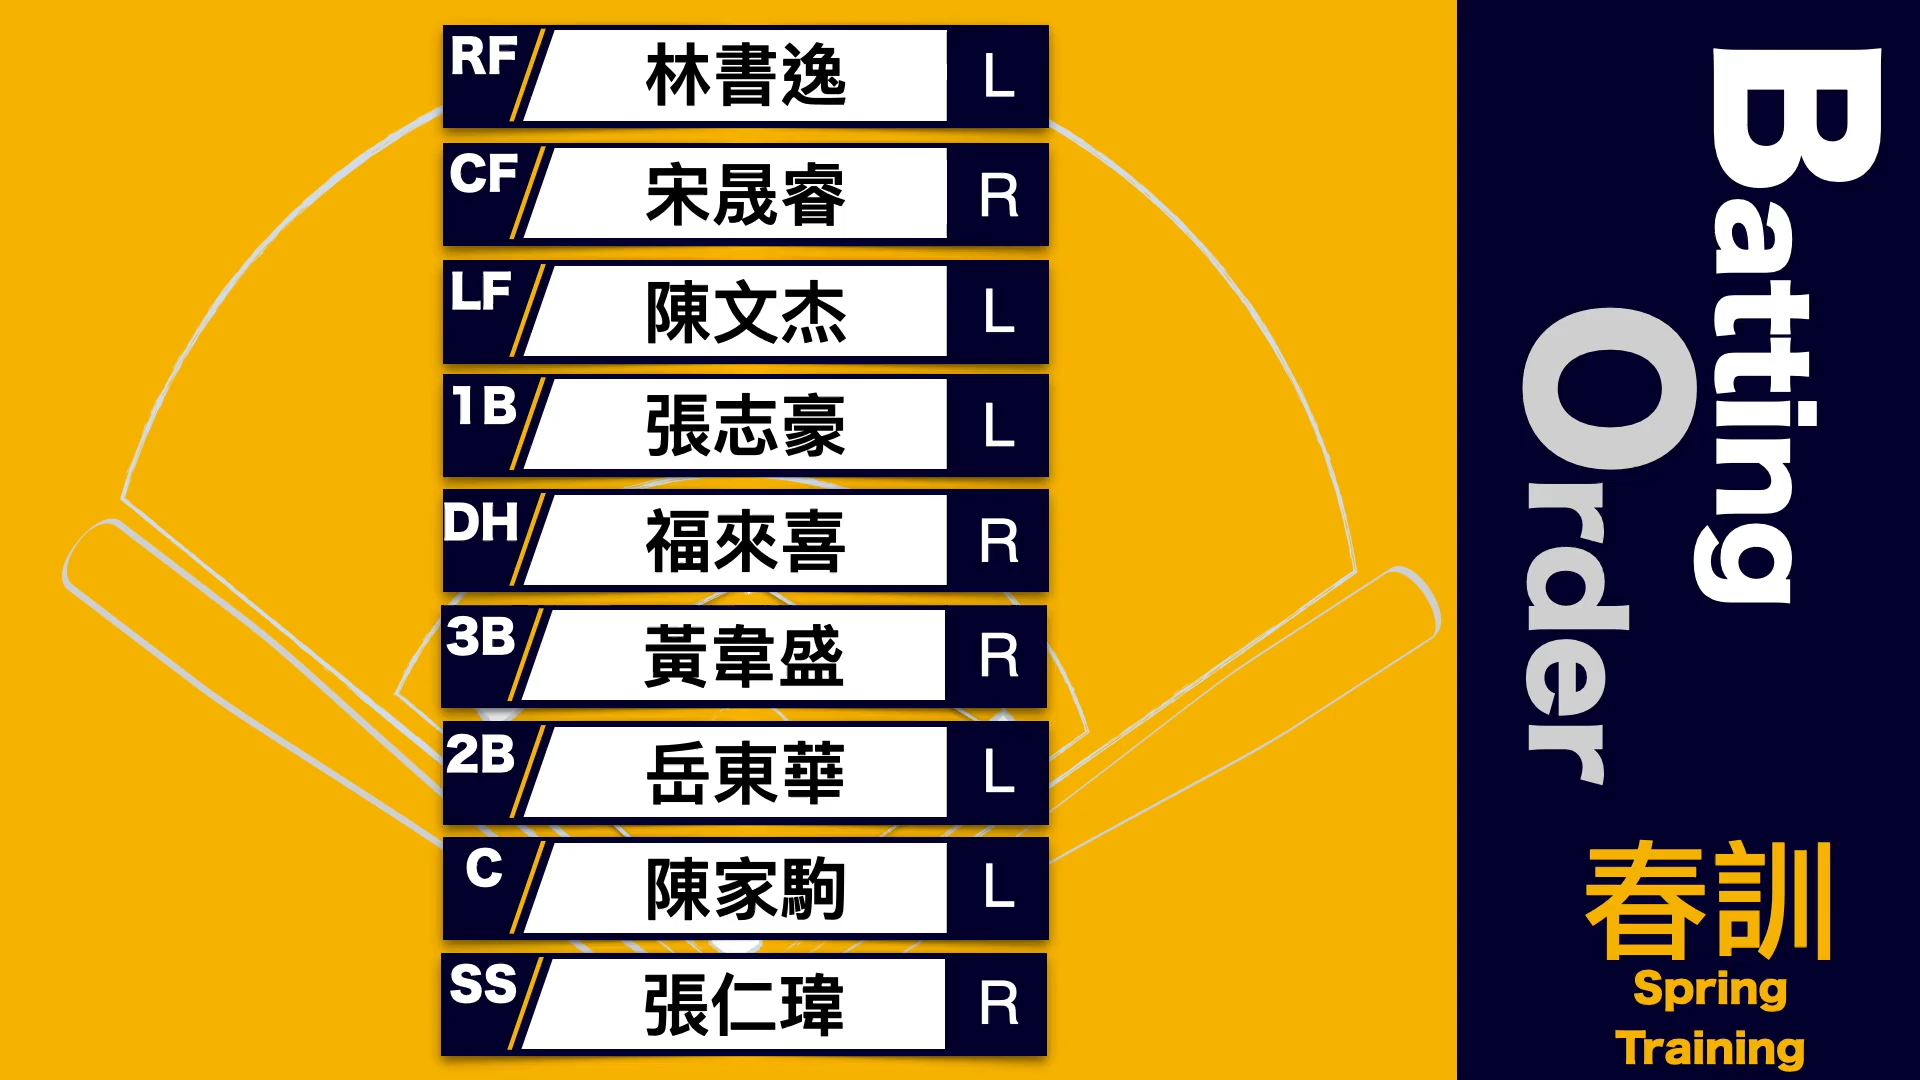 RF 林書逸 L
CF 宋晟睿 R
LF 陳文杰 L
1B 張志豪 L
DH 福來喜 R
3B 黃韋盛 R
2B 岳東華 L
C 陳家駒 L
SS 張仁瑋 R
Batting
Order
春訓
Spring
Training